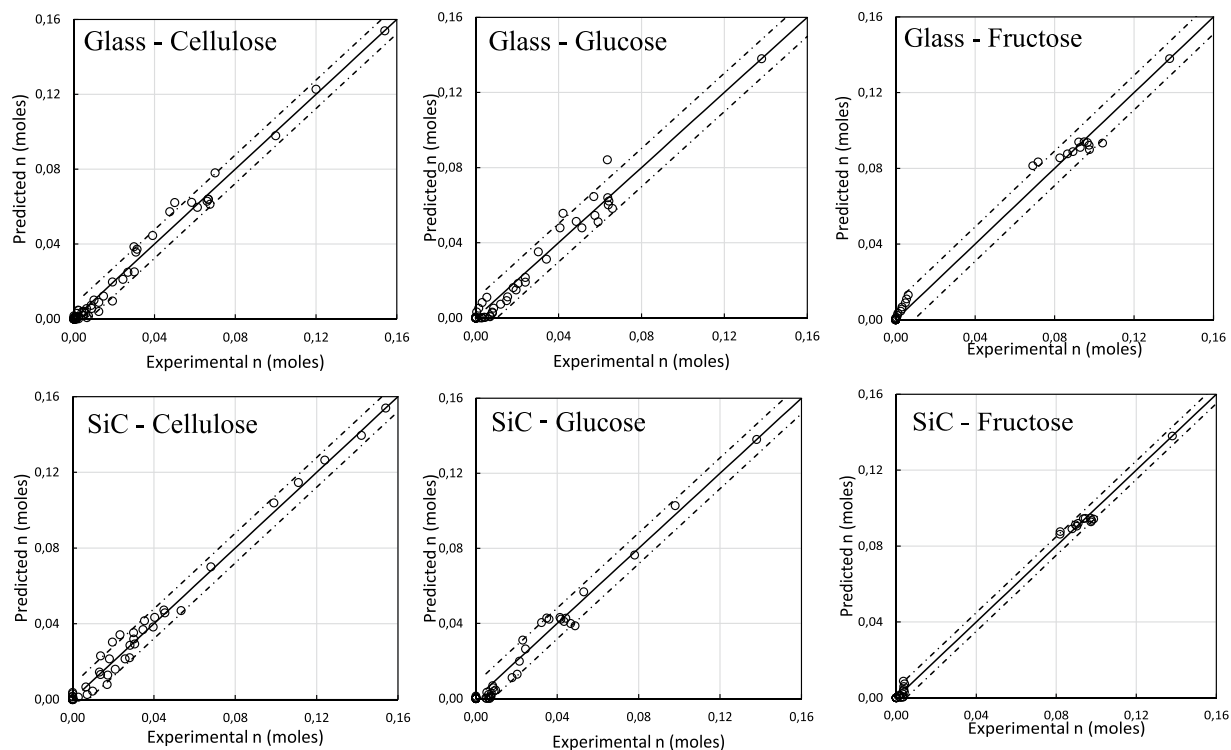 Glass - Cellulose
0,16
0,12
0,08
0,04
0,00
Predicted n (moles)
0,00 0,04 0,08 0,12 0,16
Experimental n (moles)
Glass - Glucose
0,16
0,12
0,08
0,04
0,00
Predicted n (moles)
0,00 0,04 0,08 0,12 0,16
Experimental n (moles)
Glass - Fructose
0,16
0,12
0,08
0,04
0,00
Predicted n (moles)
0,00 0,04 0,08 0,12 0,16
Experimental n (moles)
SiC - Cellulose
0,16
0,12
0,08
0,04
0,00
Predicted n (moles)
0,00 0,04 0,08 0,12 0,16
Experimental n (moles)
SiC - Glucose
0,16
0,12
0,08
0,04
0,00
Predicted n (moles)
0,00 0,04 0,08 0,12 0,16
Experimental n (moles)
SiC - Fructose
0,16
0,12
0,08
0,04
0,00
Predicted n (moles)
0,00 0,04 0,08 0,12 0,16
Experimental n (moles)